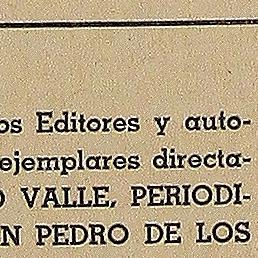 os Editores y auto-
ejemplares directa-
O VALLE, PERIODI-
N PEDRO DE LOS